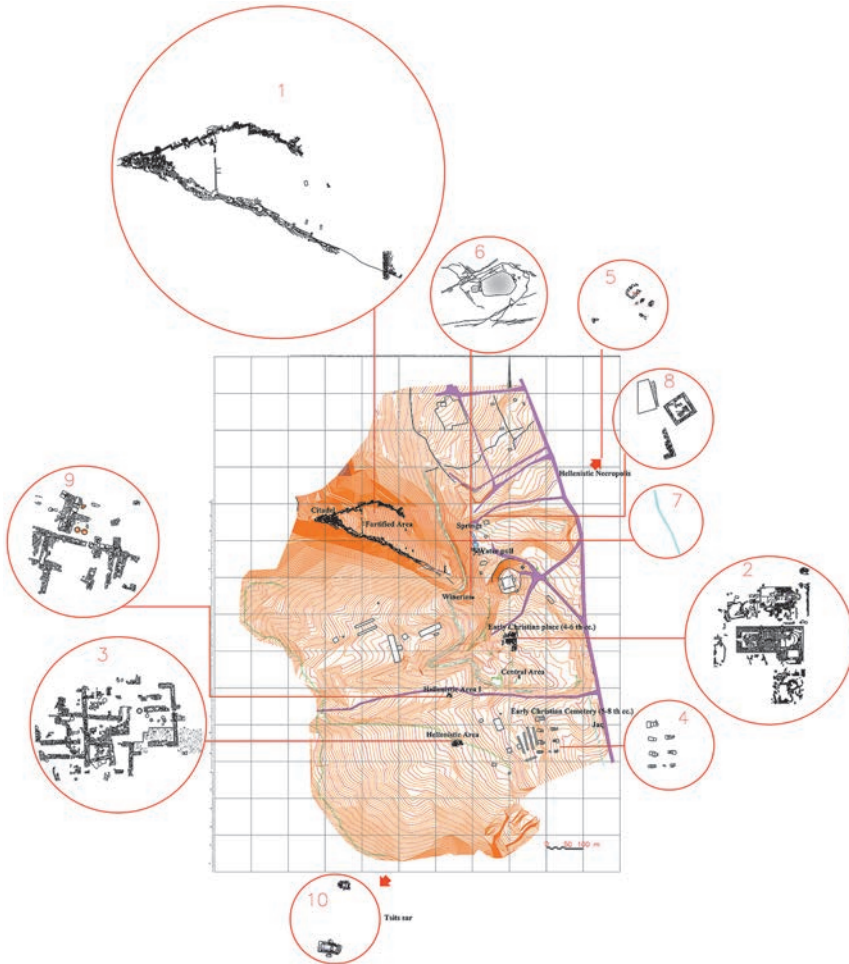 1
6
5
8
Hellenistic Necropolis
9
Citadel
Fortified Area
Springs
7
Wineries
2
Early Christian place (4-6 th cc.)
3
Central Area
Hellenistic Area I
Early Christian Cemetery (5-8 th cc.)
4
Hellenistic Area
0 50 100 m
10
Tsits sar